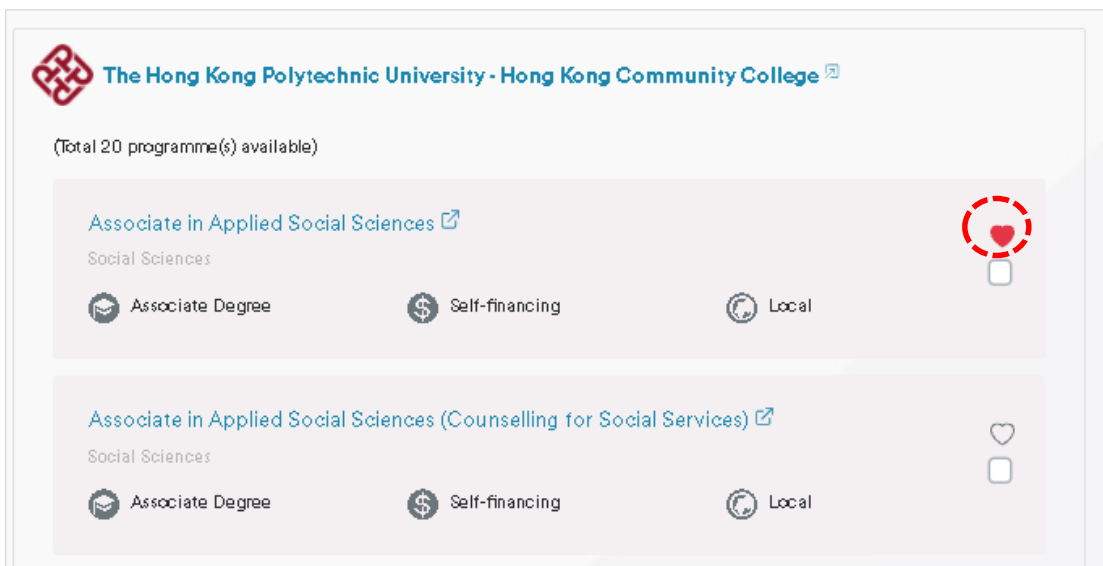 The Hong Kong Polytechnic University - Hong Kong Community College
(Total 20 programme(s) available)
Associate in Applied Social Sciences
Social Sciences
Associate Degree Self-financing Local
Associate in Applied Social Sciences (Counselling for Social Services)
Social Sciences
Associate Degree Self-financing Local